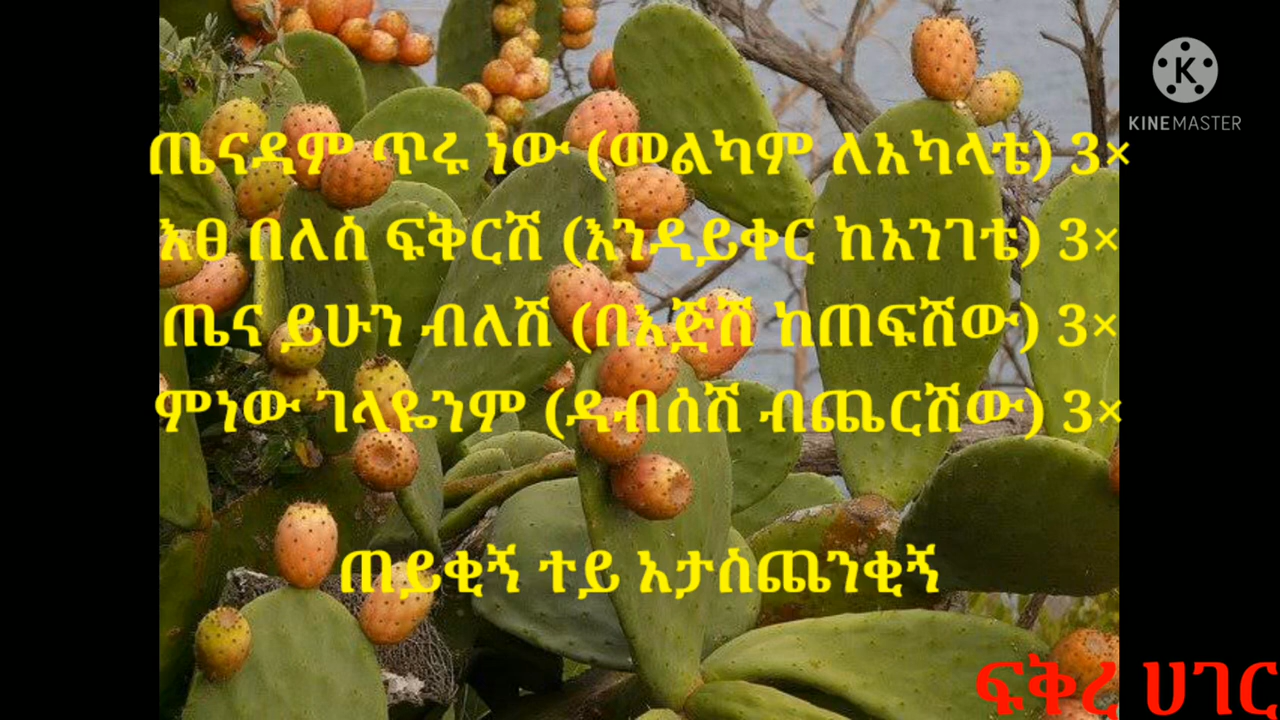 ጤናዳም ጥሩ ነው (መልካም ለአካላቴ) 3×
እፀ በለስ ፍቅርሽ (እንዳይቀር ከአንገቴ) 3×
ጤና ይሁን ብለሽ (በእጅሽ ከጠፍሽው) 3×
ምነው ገላዬንም (ዳብሰሽ ብጨርሽው) 3×
ጠይቂኝ ተይ አታስጨንቂኝ
ፍቅረ ሀገር
K
KINEMASTER